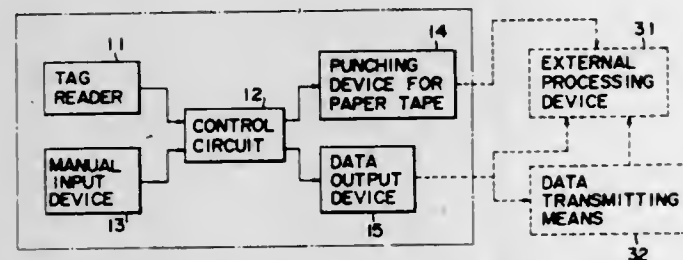 11
TAG
READER
12
CONTROL
CIRCUIT
MANUAL
INPUT
DEVICE
13
14
PUNCHING
DEVICE FOR
PAPER TAPE
DATA
OUTPUT
DEVICE
15
31
EXTERNAL
PROCESSING
DEVICE
DATA
TRANSMITTING
MEANS
32